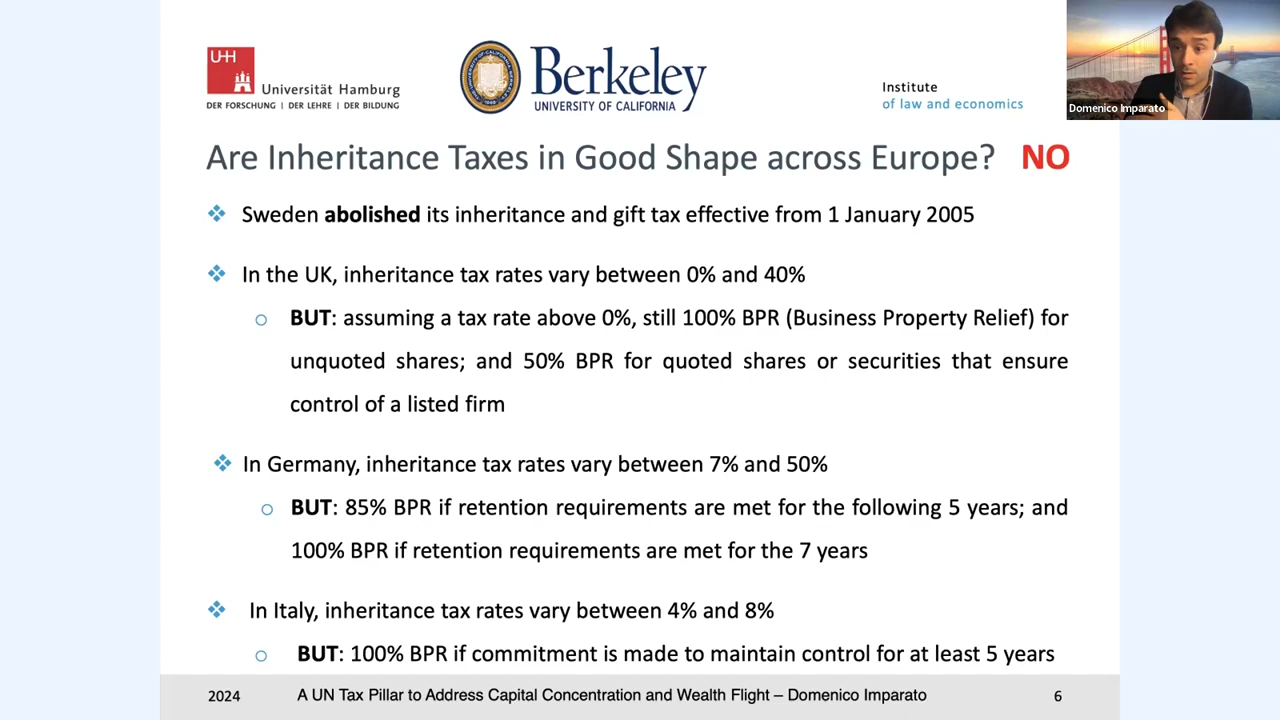 UHH
Universität Hamburg
DER FORSCHUNG | DER LEHRE | DER BILDUNG
Berkeley
UNIVERSITY OF CALIFORNIA
Institute
of law and economics
Domenico Imparato
Are Inheritance Taxes in Good Shape across Europe? NO
Sweden abolished its inheritance and gift tax effective from 1 January 2005
In the UK, inheritance tax rates vary between 0% and 40%
BUT: assuming a tax rate above 0%, still 100% BPR (Business Property Relief) for
unquoted shares; and 50% BPR for quoted shares or securities that ensure
control of a listed firm
In Germany, inheritance tax rates vary between 7% and 50%
BUT: 85% BPR if retention requirements are met for the following 5 years; and
100% BPR if retention requirements are met for the 7 years
In Italy, inheritance tax rates vary between 4% and 8%
BUT: 100% BPR if commitment is made to maintain control for at least 5 years
2024
A UN Tax Pillar to Address Capital Concentration and Wealth Flight – Domenico Imparato
6